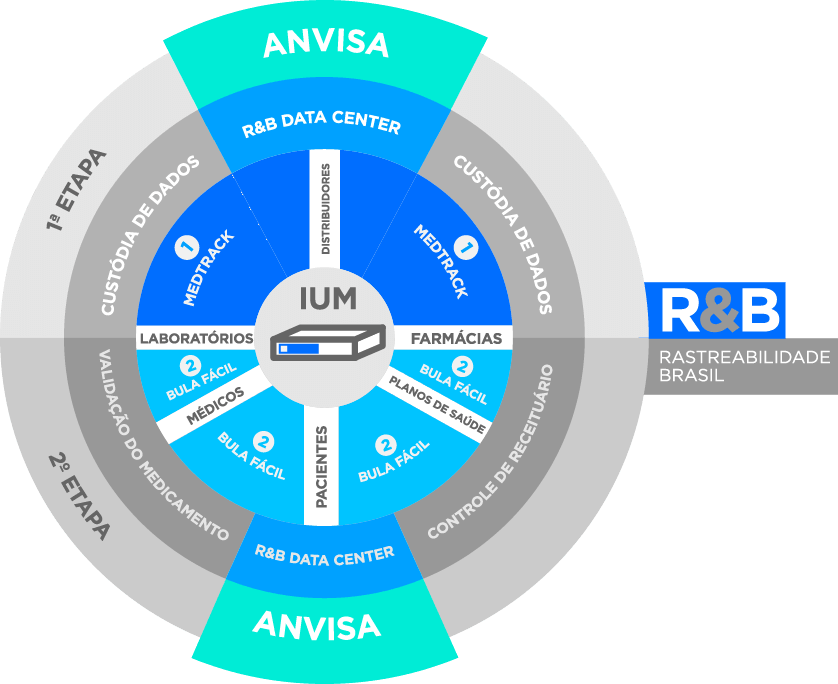 ANVISA
R&B DATA CENTER
1ª ETAPA
CUSTÓDIA DE DADOS
CUSTÓDIA DE DADOS
DISTRIBUIDORES
1
MEDTRACK
1
MEDTRACK
IUM
LABORATÓRIOS
FARMÁCIAS
R&B
RASTREABILIDADE
BRASIL
2
BULA FÁCIL
2
BULA FÁCIL
MÉDICOS
PLANOS DE SAÚDE
VALIDAÇÃO DO MEDICAMENTO
CONTROLE DE RECEITUÁRIO
2
BULA FÁCIL
2
BULA FÁCIL
PACIENTES
2º ETAPA
R&B DATA CENTER
ANVISA